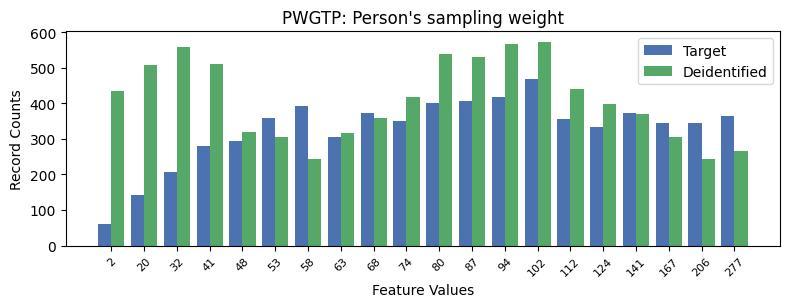 PWGTP: Person's sampling weight
Record Counts
600
500
400
300
200
100
0
Target
Deidentified
2 20 32 41 48 53 58 63 68 74 80 87 94 102 112 124 141 167 206 277
Feature Values